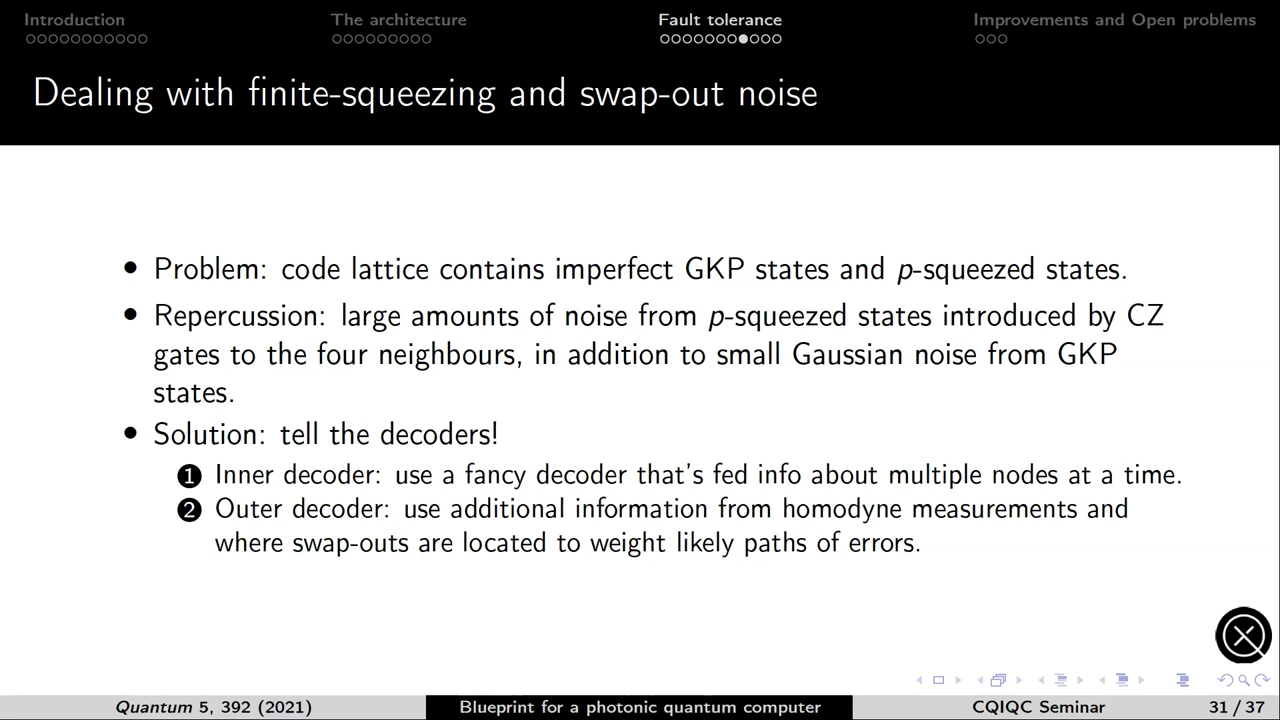 Introduction
The architecture
Fault tolerance
Improvements and Open problems
Dealing with finite-squeezing and swap-out noise
• Problem: code lattice contains imperfect GKP states and p-squeezed states.
• Repercussion: large amounts of noise from p-squeezed states introduced by CZ
gates to the four neighbours, in addition to small Gaussian noise from GKP
states.
• Solution: tell the decoders!
1 Inner decoder: use a fancy decoder that's fed info about multiple nodes at a time.
2 Outer decoder: use additional information from homodyne measurements and
where swap-outs are located to weight likely paths of errors.
Quantum 5, 392 (2021)
Blueprint for a photonic quantum computer
CQIQC Seminar
31 / 37